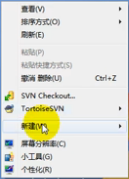 查看(V)
排序方式(O)
刷新(E)
粘贴(P)
粘贴快捷方式(S)
撤消 删除(U) Ctrl+Z
SVN Checkout...
TortoiseSVN
新建(W)
屏幕分辨率(C)
小工具(G)
个性化(R)